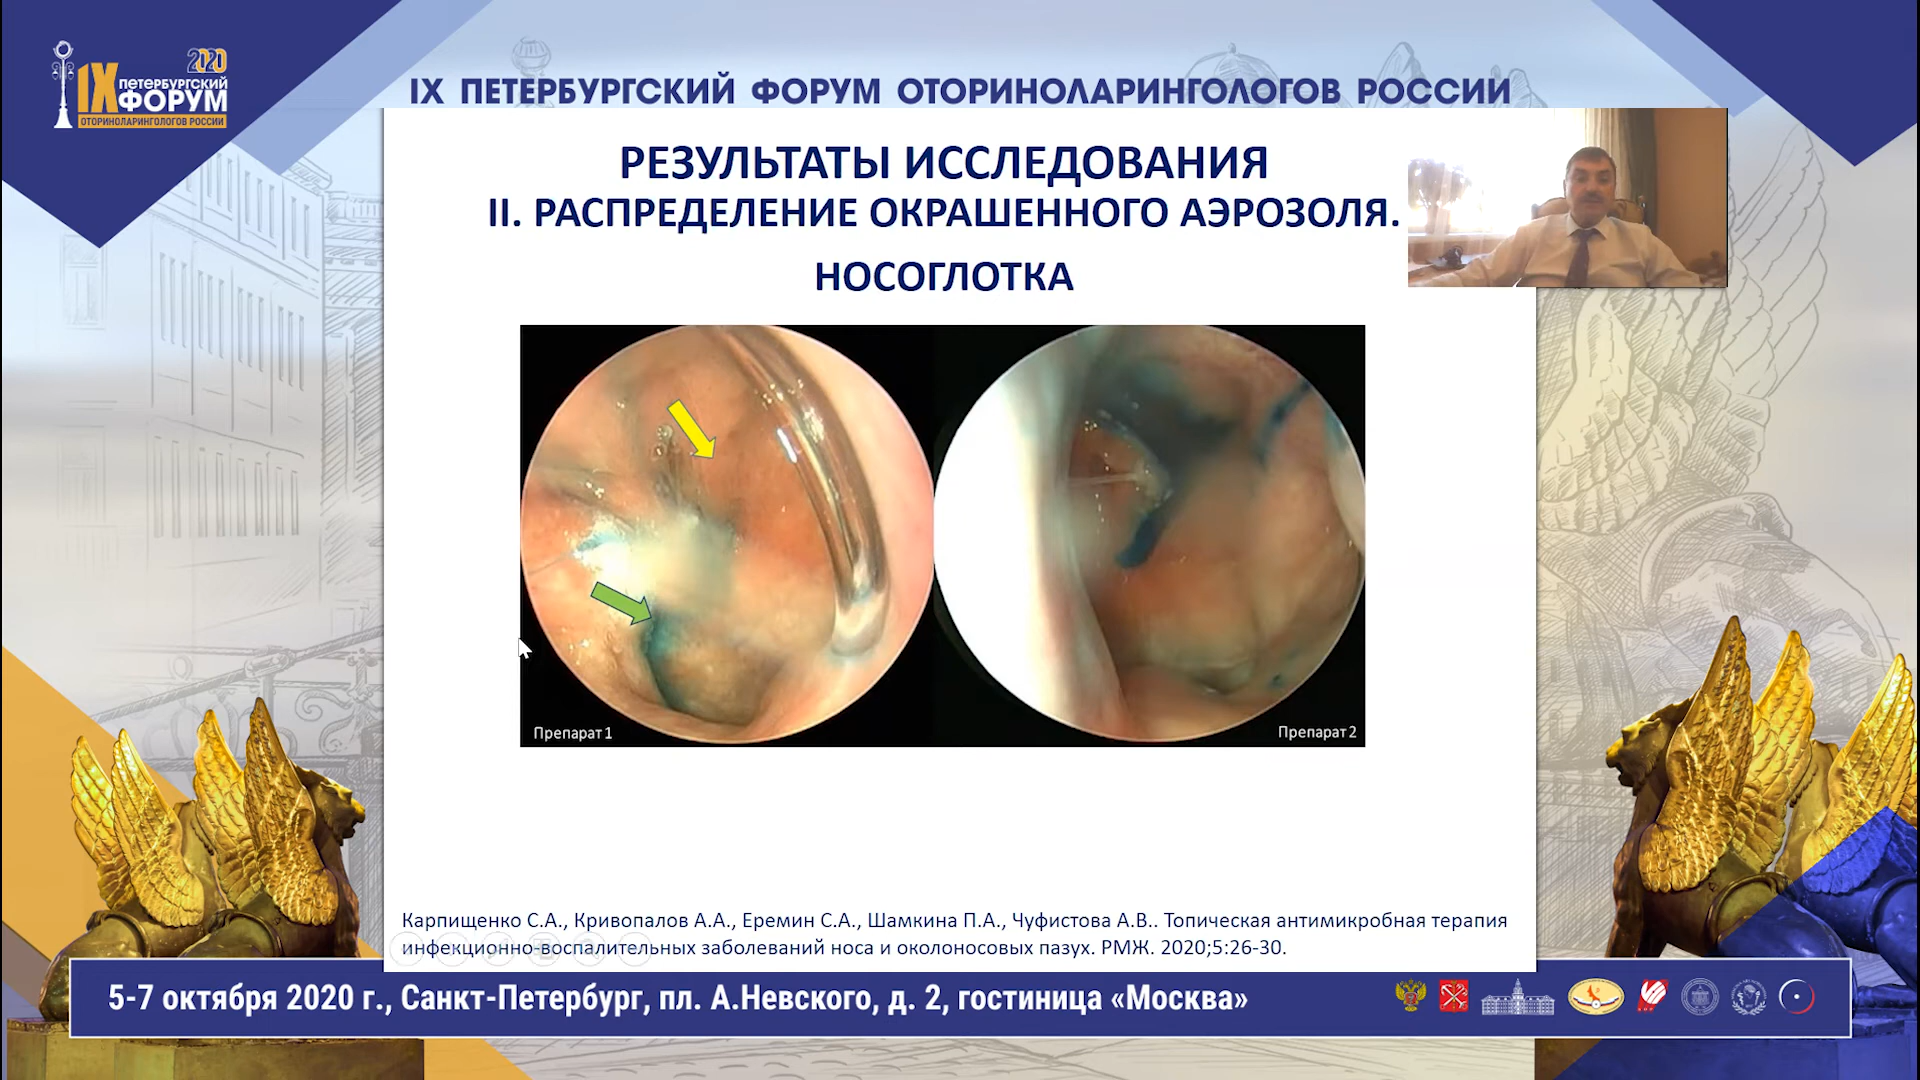 2020
IX ПЕТЕРБУРГСКИЙ
ФОРУМ
ОТОРИНОЛАРИНГОЛОГОВ РОССИИ
IX ПЕТЕРБУРГСКИЙ ФОРУМ ОТОРИНОЛАРИНГОЛОГОВ РОССИИ
РЕЗУЛЬТАТЫ ИССЛЕДОВАНИЯ
II. РАСПРЕДЕЛЕНИЕ ОКРАШЕННОГО АЭРОЗОЛЯ.
НОСОГЛОТКА
Препарат 1
Препарат 2
Карпищенко С.А., Кривопалов А.А., Еремин С.А., Шамкина П.А., Чуфистова А.В.. Топическая антимикробная терапия
инфекционно-воспалительных заболеваний носа и околоносовых пазух. РМЖ. 2020;5:26-30.
5-7 октября 2020 г., Санкт-Петербург, пл. А.Невского, д. 2, гостиница «Москва»